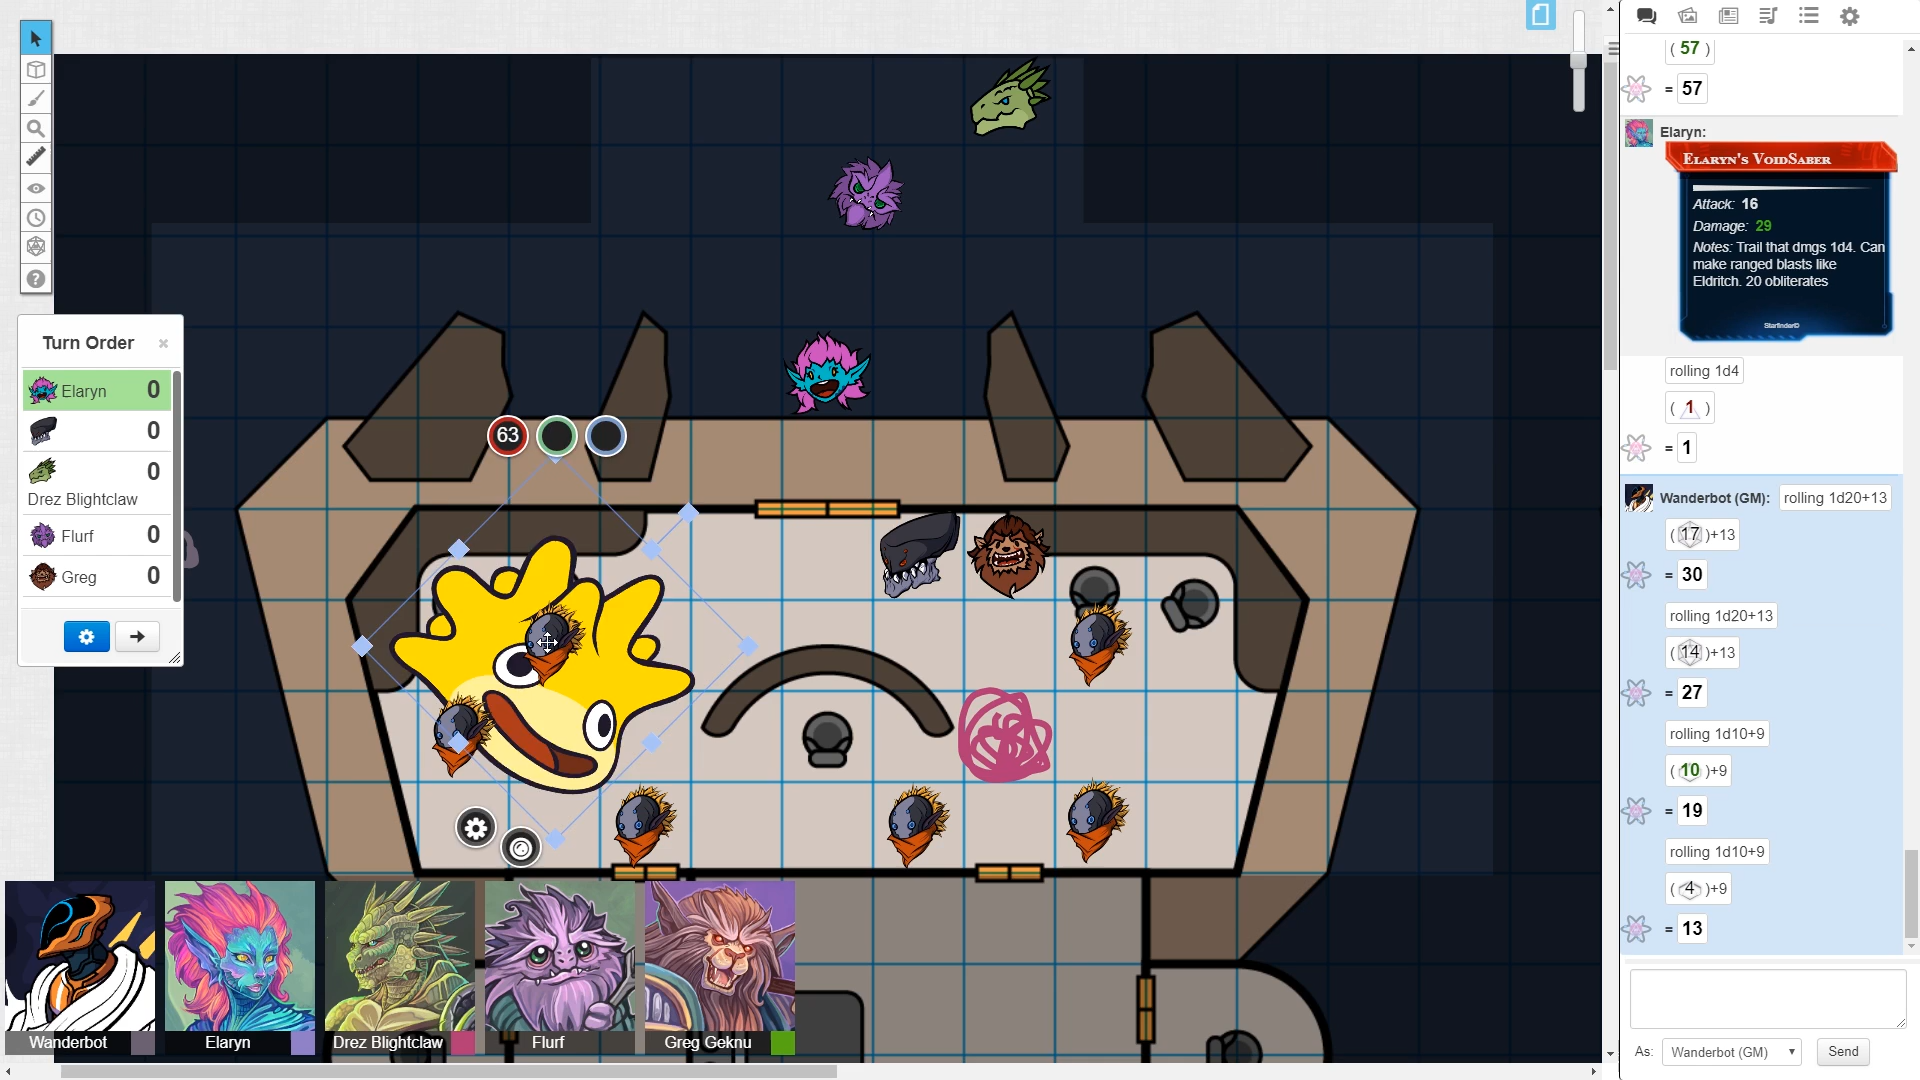 Turn Order ×
Elaryn 0
0
0
Drez Blightclaw
Flurf 0
Greg 0
63
Wanderbot
Elaryn
Drez Blightclaw
Flurf
Greg Geknu
( 57 )
= 57
Elaryn:
ELARYN'S VOIDSABER
Attack: 16
Damage: 29
Notes: Trail that dmgs 1d4. Can
make ranged blasts like
Eldritch. 20 obliterates
Starfinder©
rolling 1d4
( 1 )
= 1
Wanderbot (GM): rolling 1d20+13
(17)+13
= 30
rolling 1d20+13
(14)+13
= 27
rolling 1d10+9
(10)+9
= 19
rolling 1d10+9
(4)+9
= 13
As: Wanderbot (GM) Send